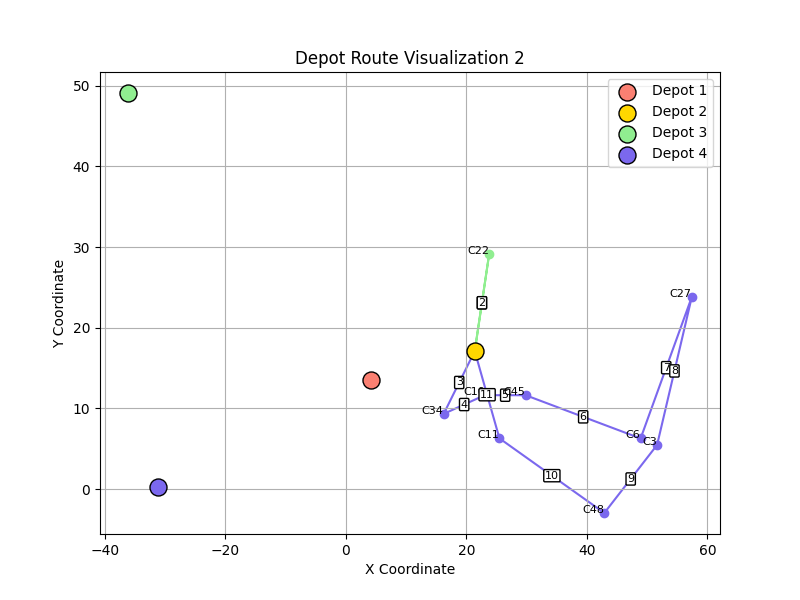 Depot Route Visualization 2
Depot 1
Depot 2
Depot 3
Depot 4
Y Coordinate
50
40
30
20
10
0
C22
2
C27
3
7
8
4
11
5
C45
C34
6
C11
C6
C3
10
9
C48
−40
−20
0
20
40
60
X Coordinate